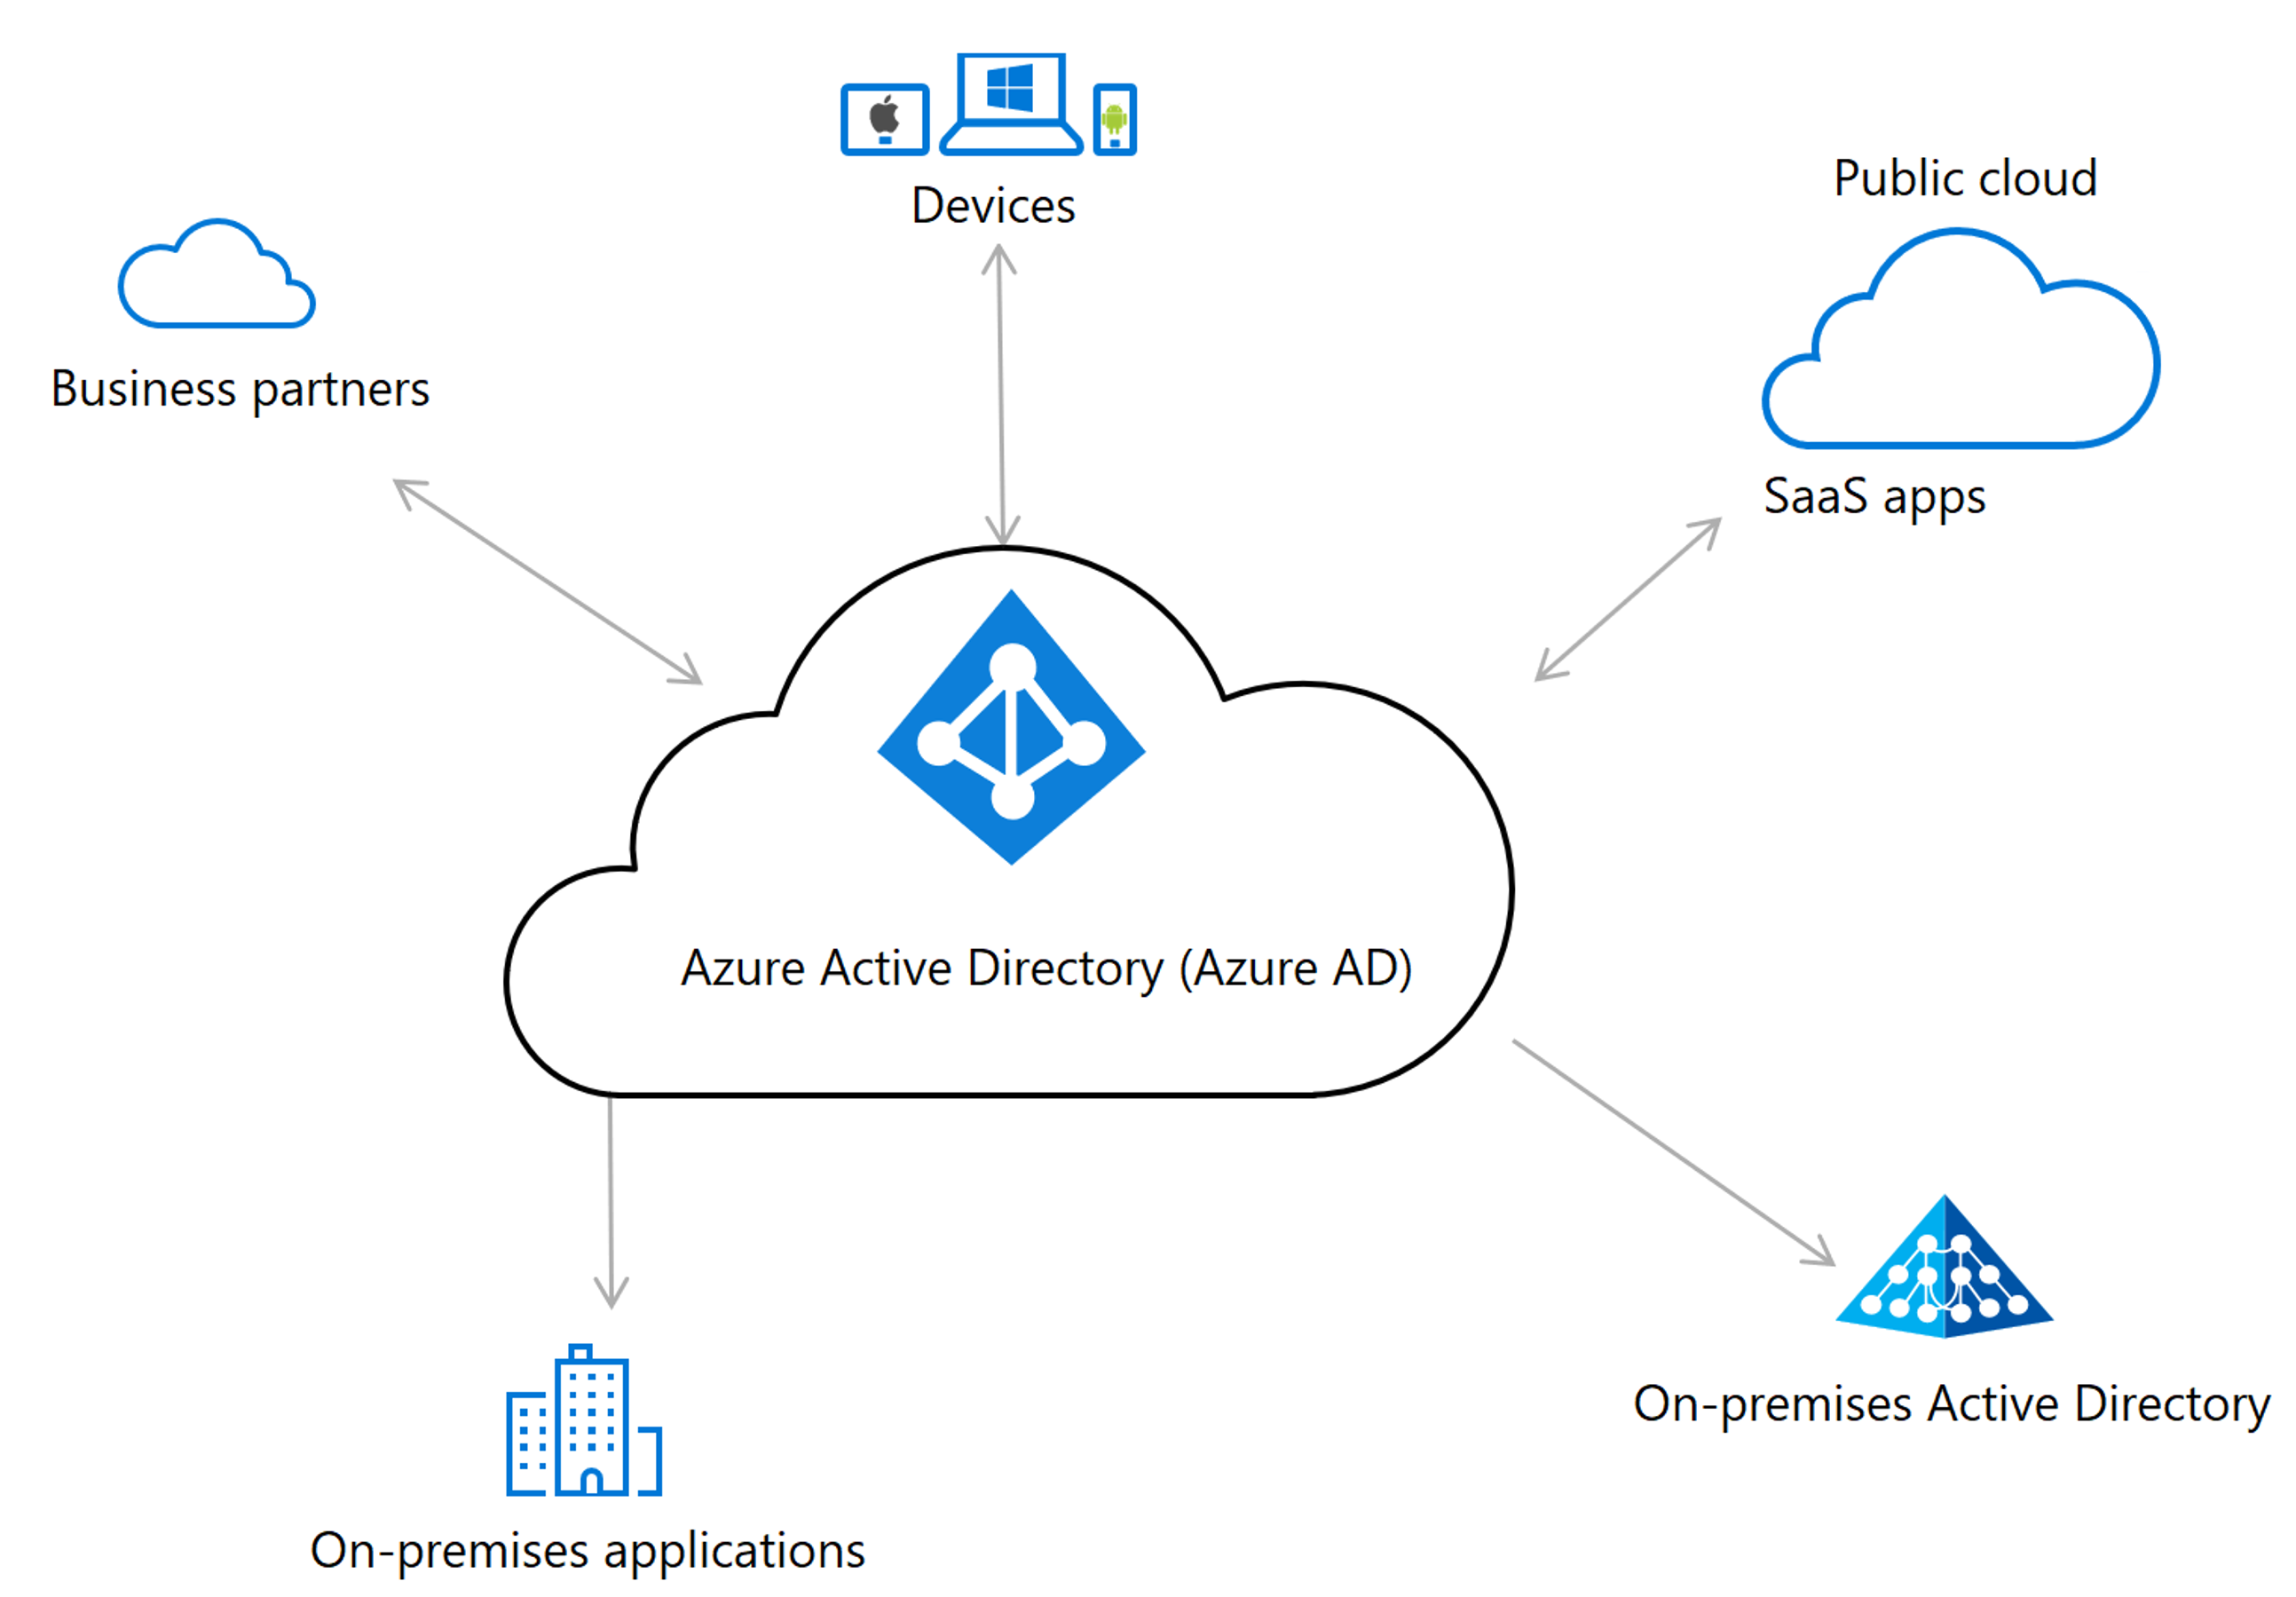 Devices
Public cloud
Business partners
SaaS apps
Azure Active Directory (Azure AD)
On-premises Active Directory
On-premises applications